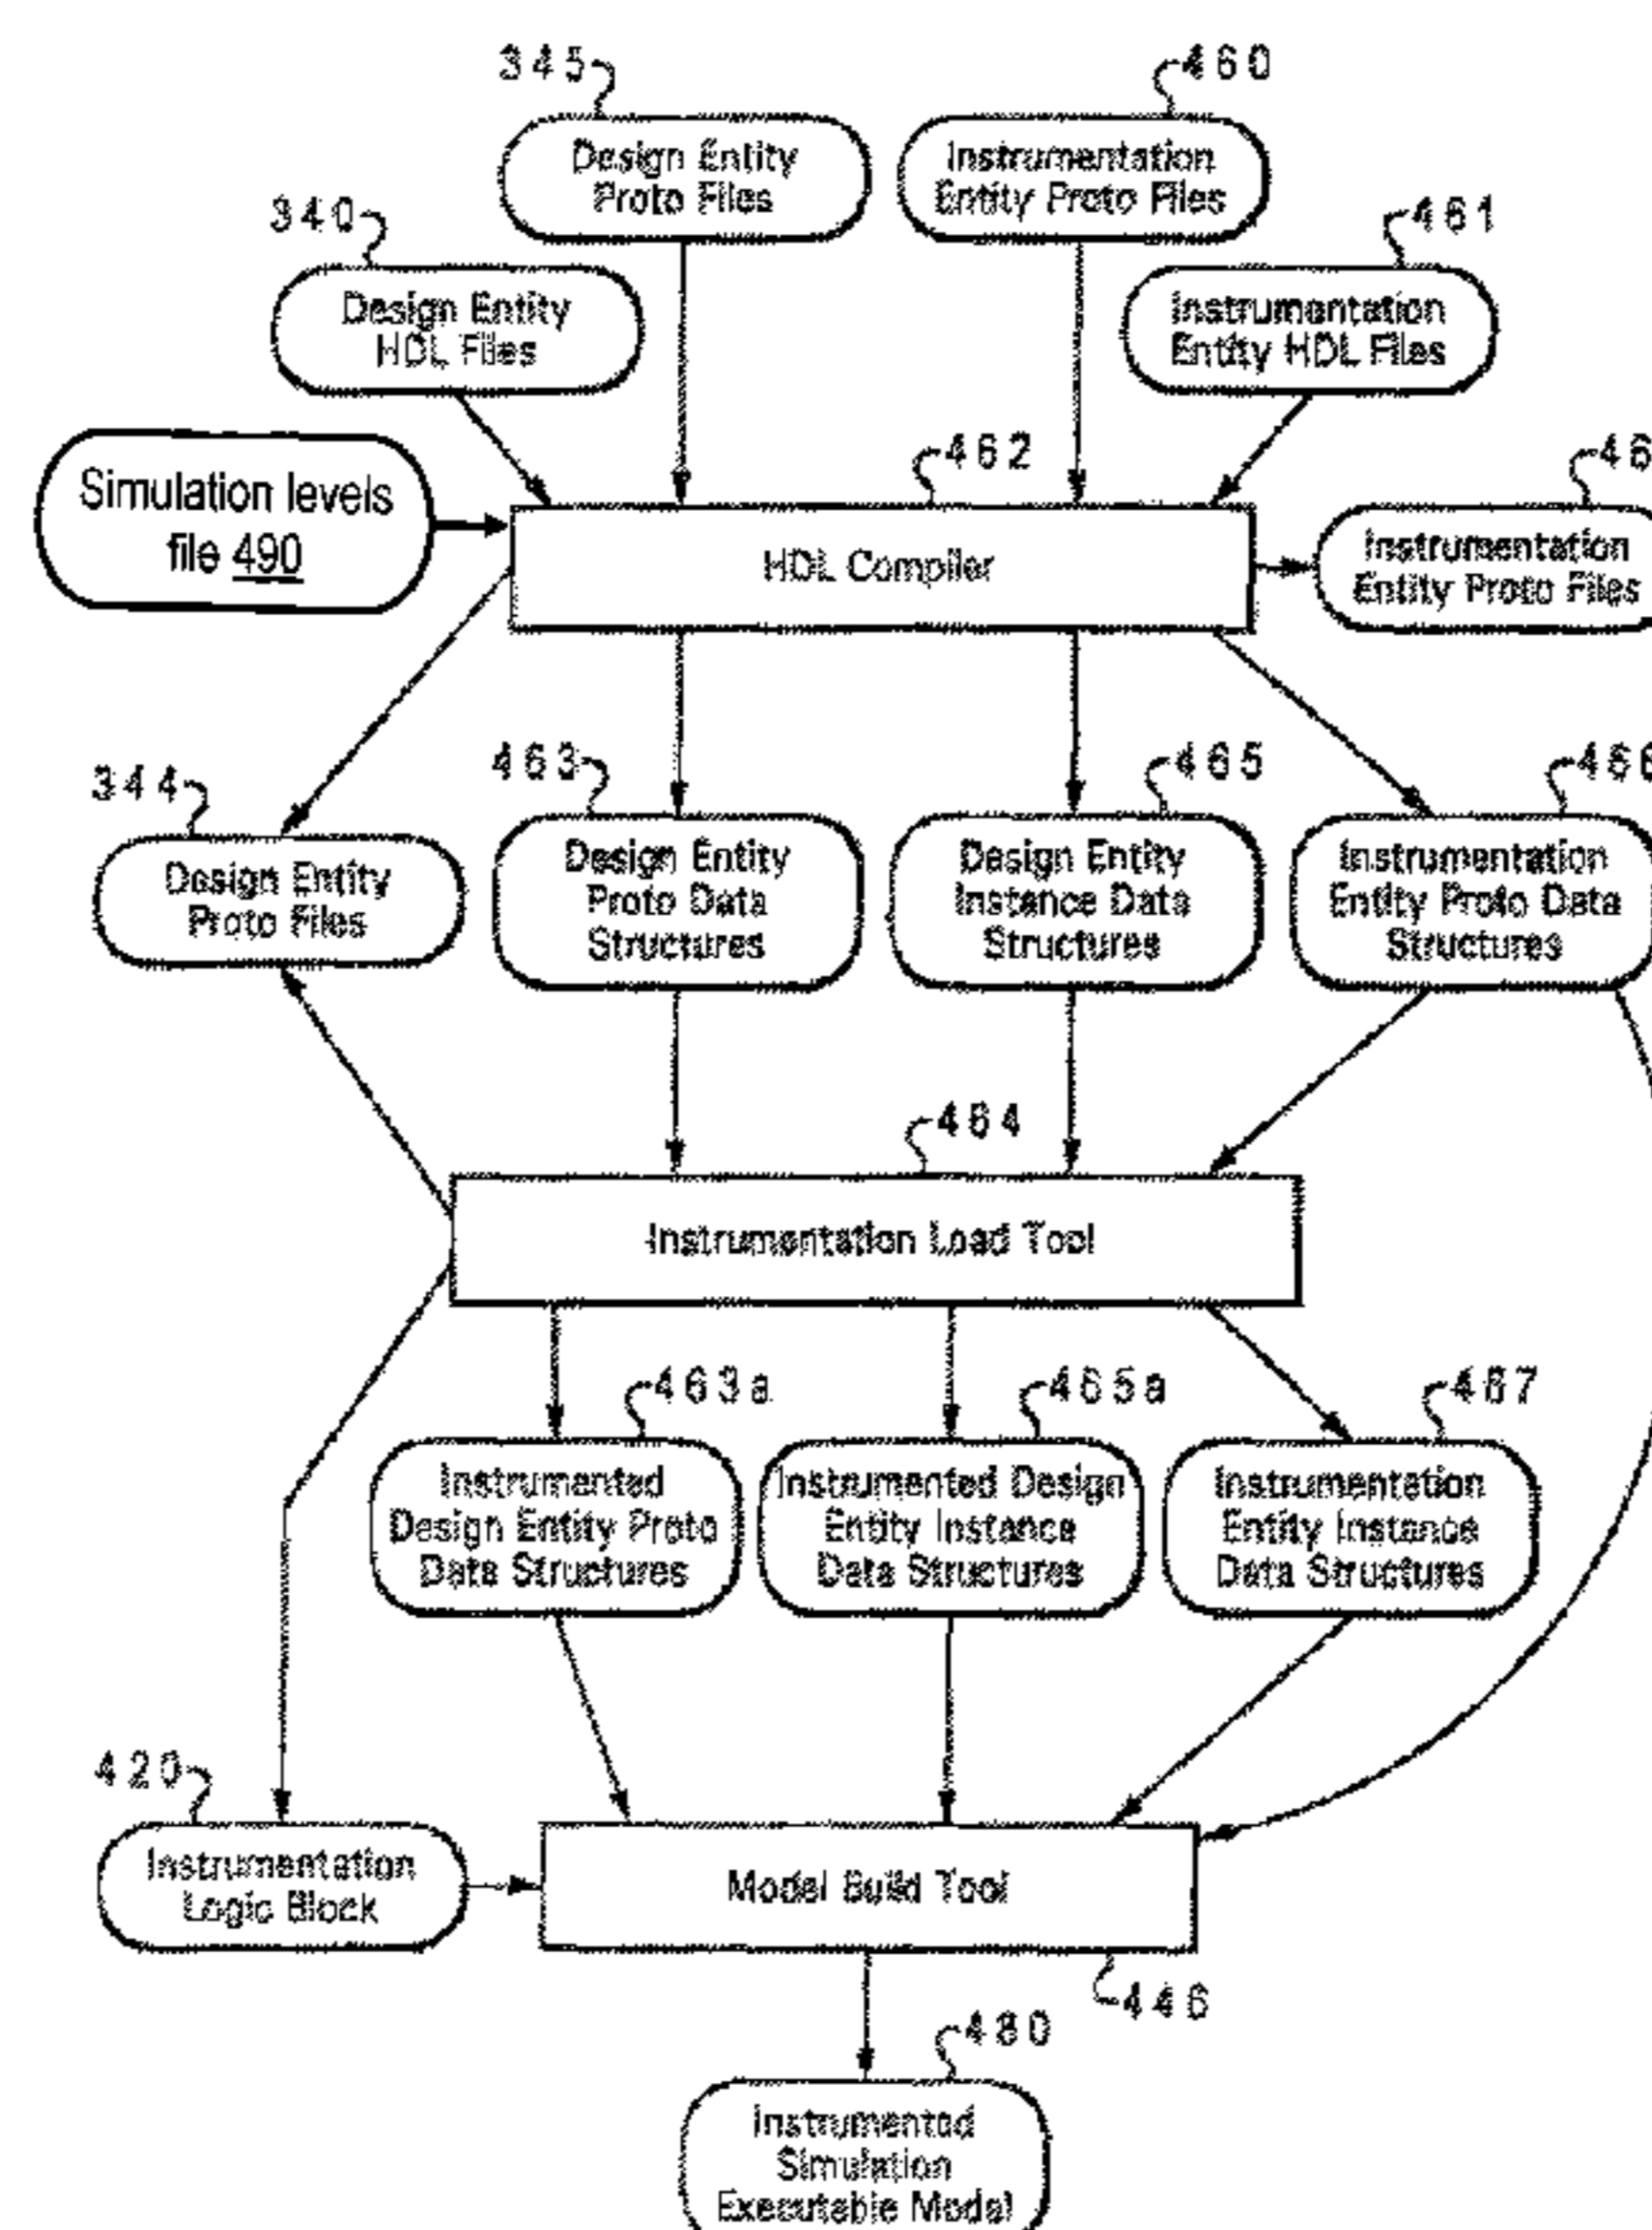 345
460
Design Entity
Proto Files
Instrumentation
Entity Proto Files
340
461
Design Entity
HDL Files
Instrumentation
Entity HDL Files
462
46
Simulation levels
file 490
HDL Compiler
Instrumentation
Entity Proto Files
344
463
465
466
Design Entity
Proto Files
Design Entity
Proto Data
Structures
Design Entity
Instance Data
Structures
Instrumentation
Entity Proto Data
Structures
464
Instrumentation Load Tool
463a
465a
467
Instrumented
Design Entity Proto
Data Structures
Instrumented Design
Entity Instance
Data Structures
Instrumentation
Entity Instance
Data Structures
420
Instrumentation
Logic Block
Model Build Tool
446
480
Instrumented
Simulation
Executable Model